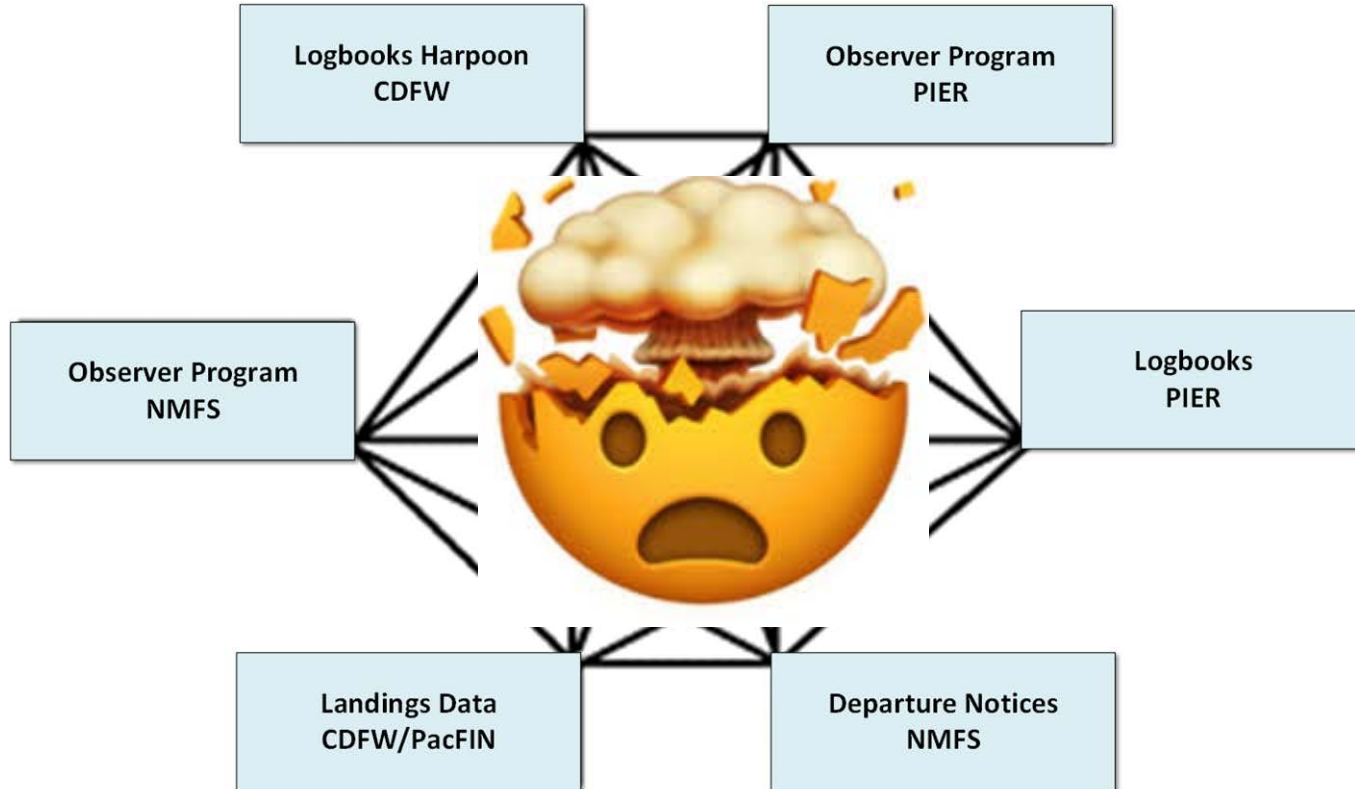 Logbooks Harpoon
CDFW
Observer Program
PIER
Observer Program
NMFS
Logbooks
PIER
Landings Data
CDFW/PacFIN
Departure Notices
NMFS